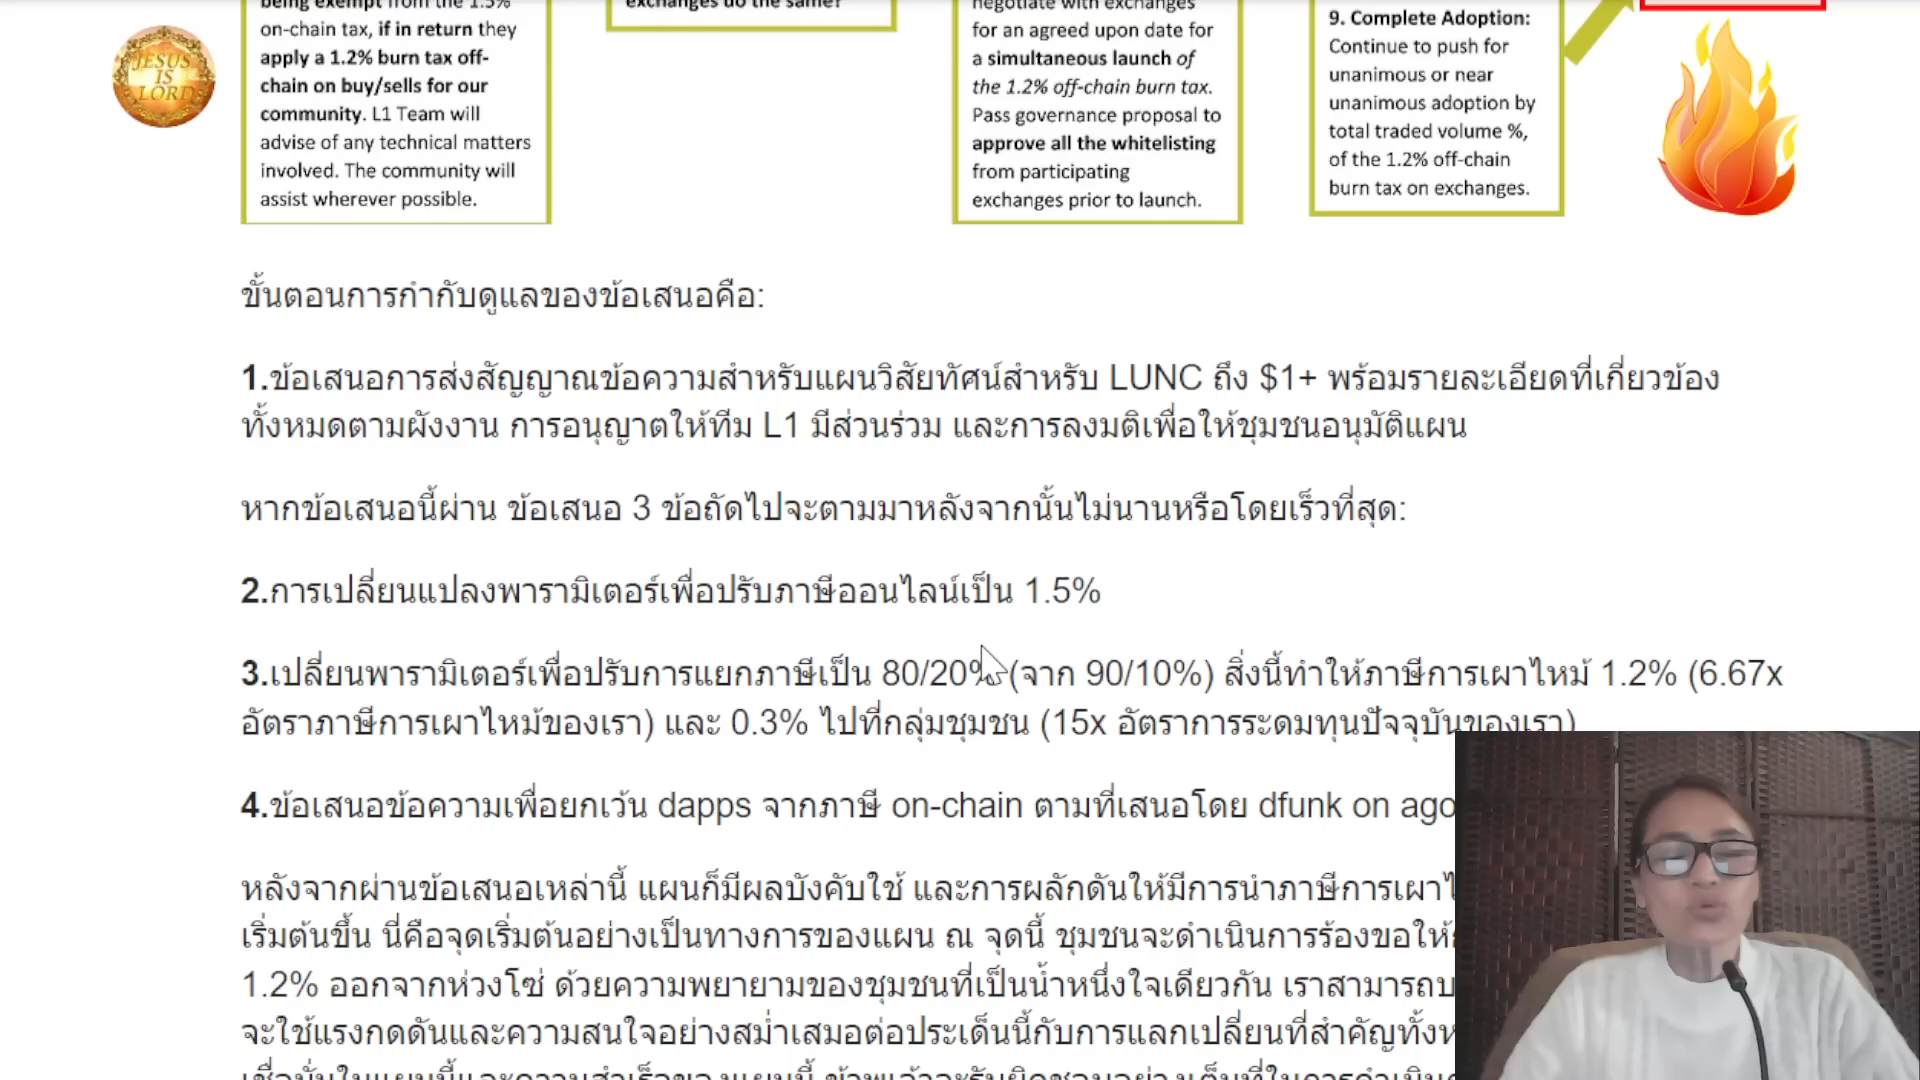 being exempt from the 1.5%
on-chain tax, if in return they
apply a 1.2% burn tax off-
chain on buy/sells for our
community. L1 Team will
advise of any technical matters
involved. The community will
assist wherever possible.
exchanges do the same?
negotiate with exchanges
for an agreed upon date for
a simultaneous launch of
the 1.2% off-chain burn tax.
Pass governance proposal to
approve all the whitelisting
from participating
exchanges prior to launch.
9. Complete Adoption:
Continue to push for
unanimous or near
unanimous adoption by
total traded volume %,
of the 1.2% off-chain
burn tax on exchanges.
JESUS
IS
LORD
ขั้นตอนการกำกับดูแลของข้อเสนอคือ:
1.ข้อเสนอการส่งสัญญาณข้อความสำหรับแผนวิสัยทัศน์สำหรับ LUNC ถึง $1+ พร้อมรายละเอียดที่เกี่ยวข้อง
ทั้งหมดตามผังงาน การอนุญาตให้ทีม L1 มีส่วนร่วม และการลงมติเพื่อให้ชุมชนอนุมัติแผน
หากข้อเสนอนี้ผ่าน ข้อเสนอ 3 ข้อถัดไปจะตามมาหลังจากนั้นไม่นานหรือโดยเร็วที่สุด:
2.การเปลี่ยนแปลงพารามิเตอร์เพื่อปรับภาษีออนไลน์เป็น 1.5%
3.เปลี่ยนพารามิเตอร์เพื่อปรับการแยกภาษีเป็น 80/20% (จาก 90/10%) สิ่งนี้ทำให้ภาษีการเผาไหม้ 1.2% (6.67x
อัตราภาษีการเผาไหม้ของเรา) และ 0.3% ไปที่กลุ่มชุมชน (15x อัตราการระดมทุนปัจจุบันของเรา)
4.ข้อเสนอข้อความเพื่อยกเว้น dapps จากภาษี on-chain ตามที่เสนอโดย dfunk on ago
หลังจากผ่านข้อเสนอเหล่านี้ แผนก็มีผลบังคับใช้ และการผลักดันให้มีการนำภาษีการเผาไ
เริ่มต้นขึ้น นี่คือจุดเริ่มต้นอย่างเป็นทางการของแผน ณ จุดนี้ ชุมชนจะดำเนินการร้องขอให้
1.2% ออกจากห่วงโซ่ ด้วยความพยายามของชุมชนที่เป็นน้ำหนึ่งใจเดียวกัน เราสามารถบ
จะใช้แรงกดดันและความสนใจอย่างสม่ำเสมอต่อประเด็นนี้กับการแลกเปลี่ยนที่สำคัญทั้งห